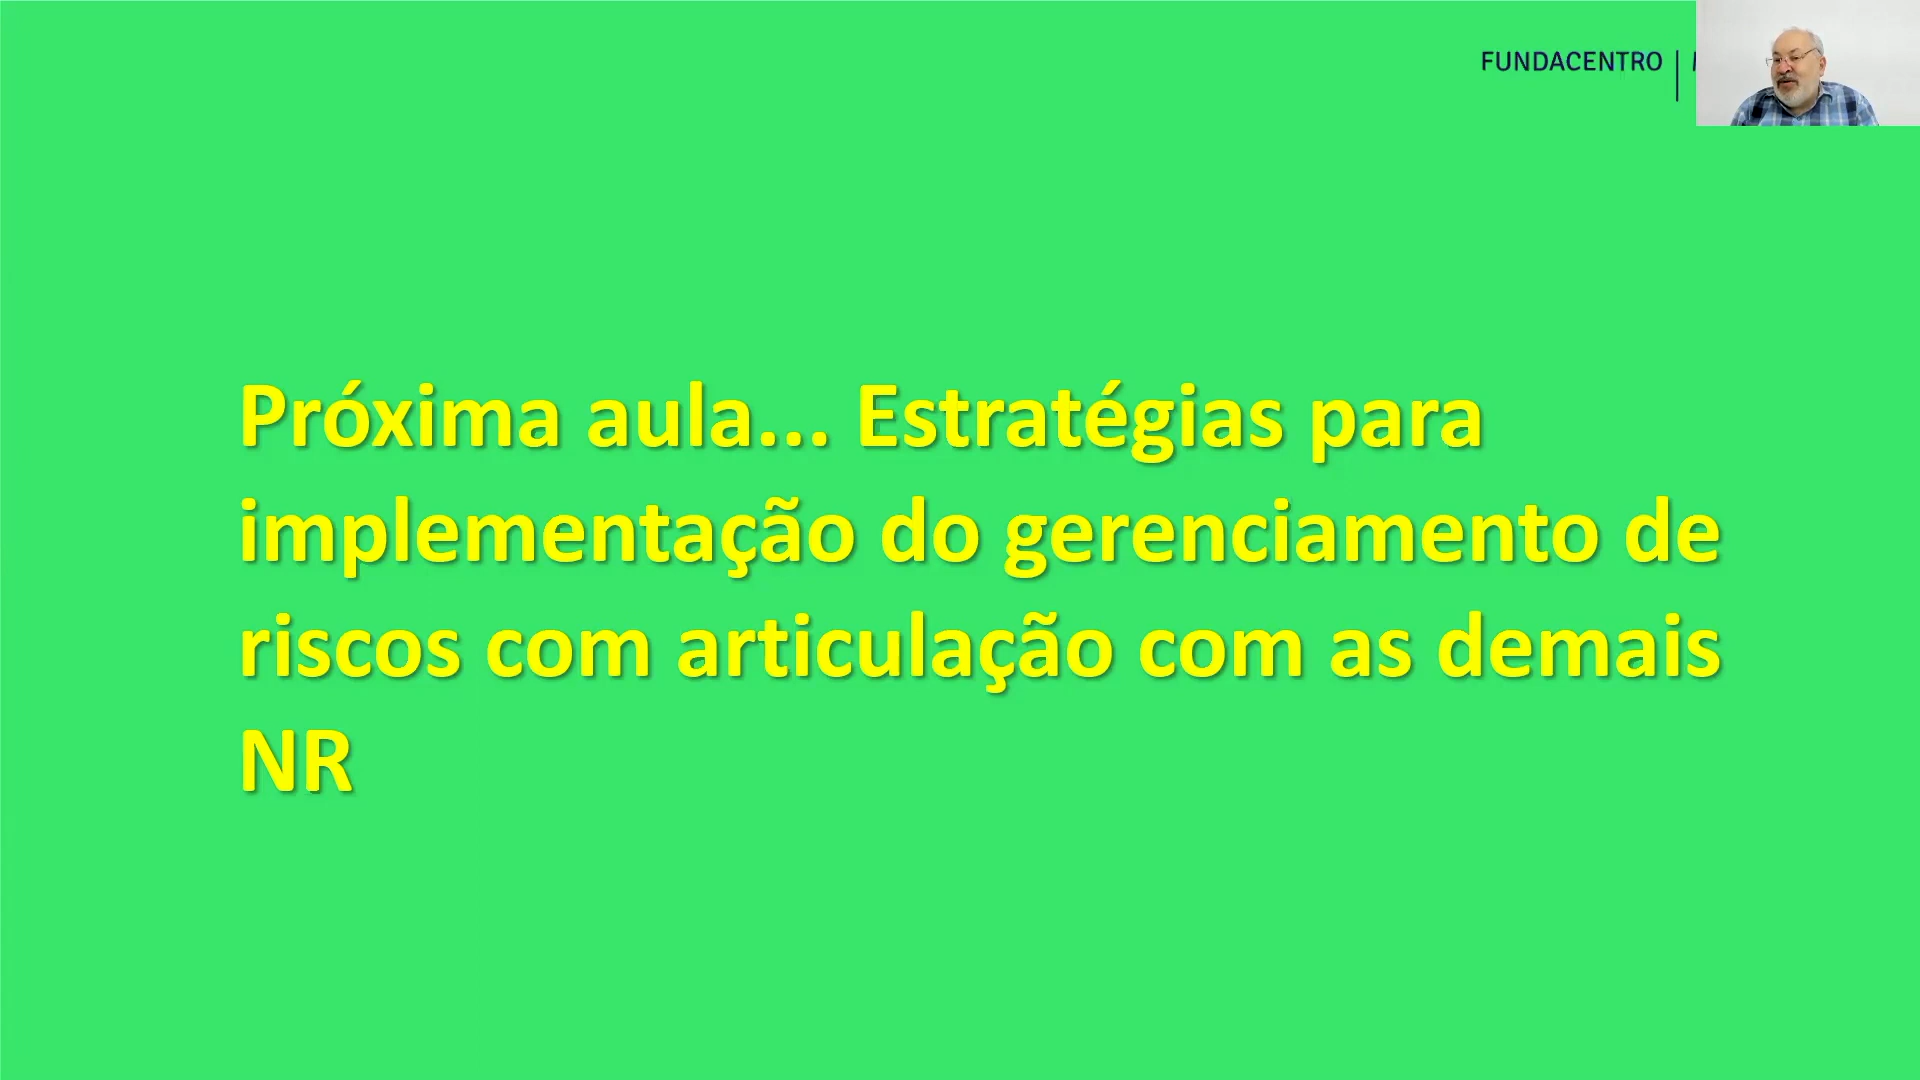 FUNDACENTRO
Próxima aula... Estratégias para
implementação do gerenciamento de
riscos com articulação com as demais
NR